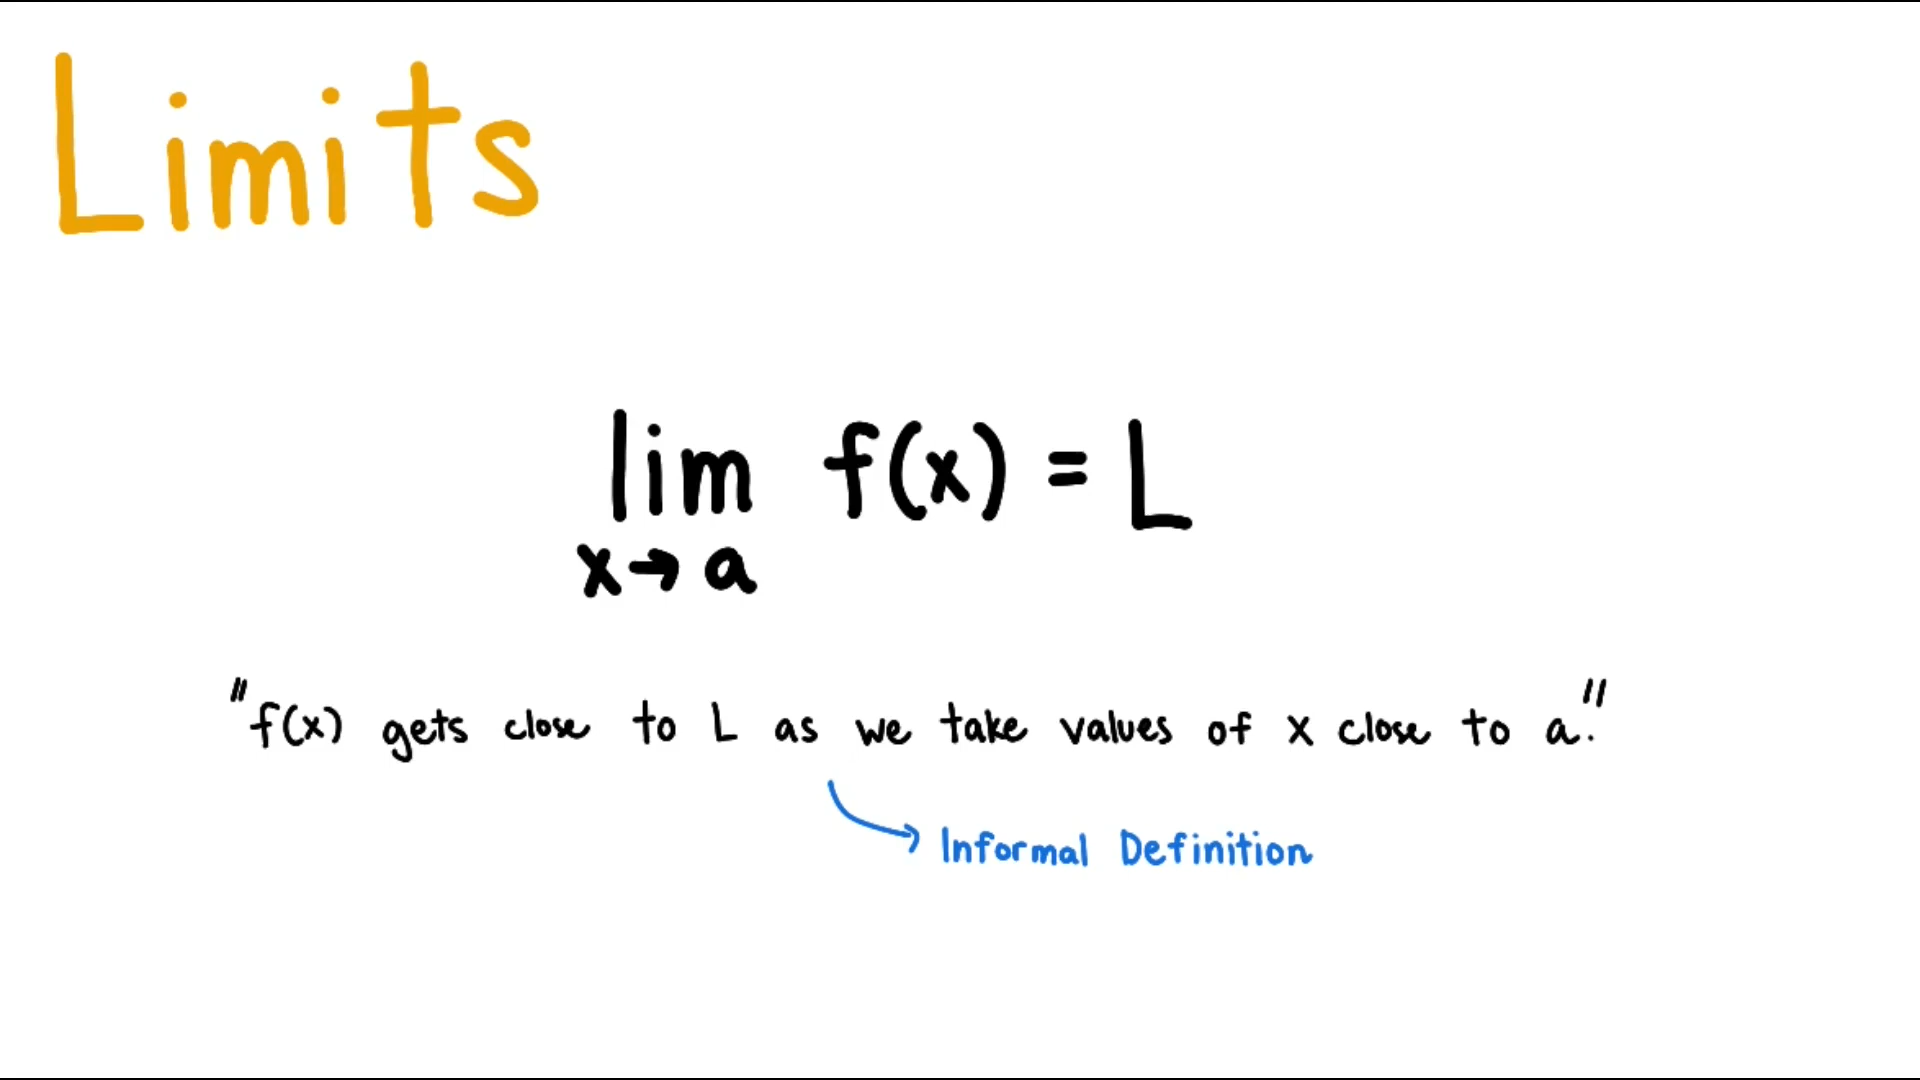 Limits
lim f(x) = L
x→a
"f(x) gets close to L as we take values of x close to a."
Informal Definition